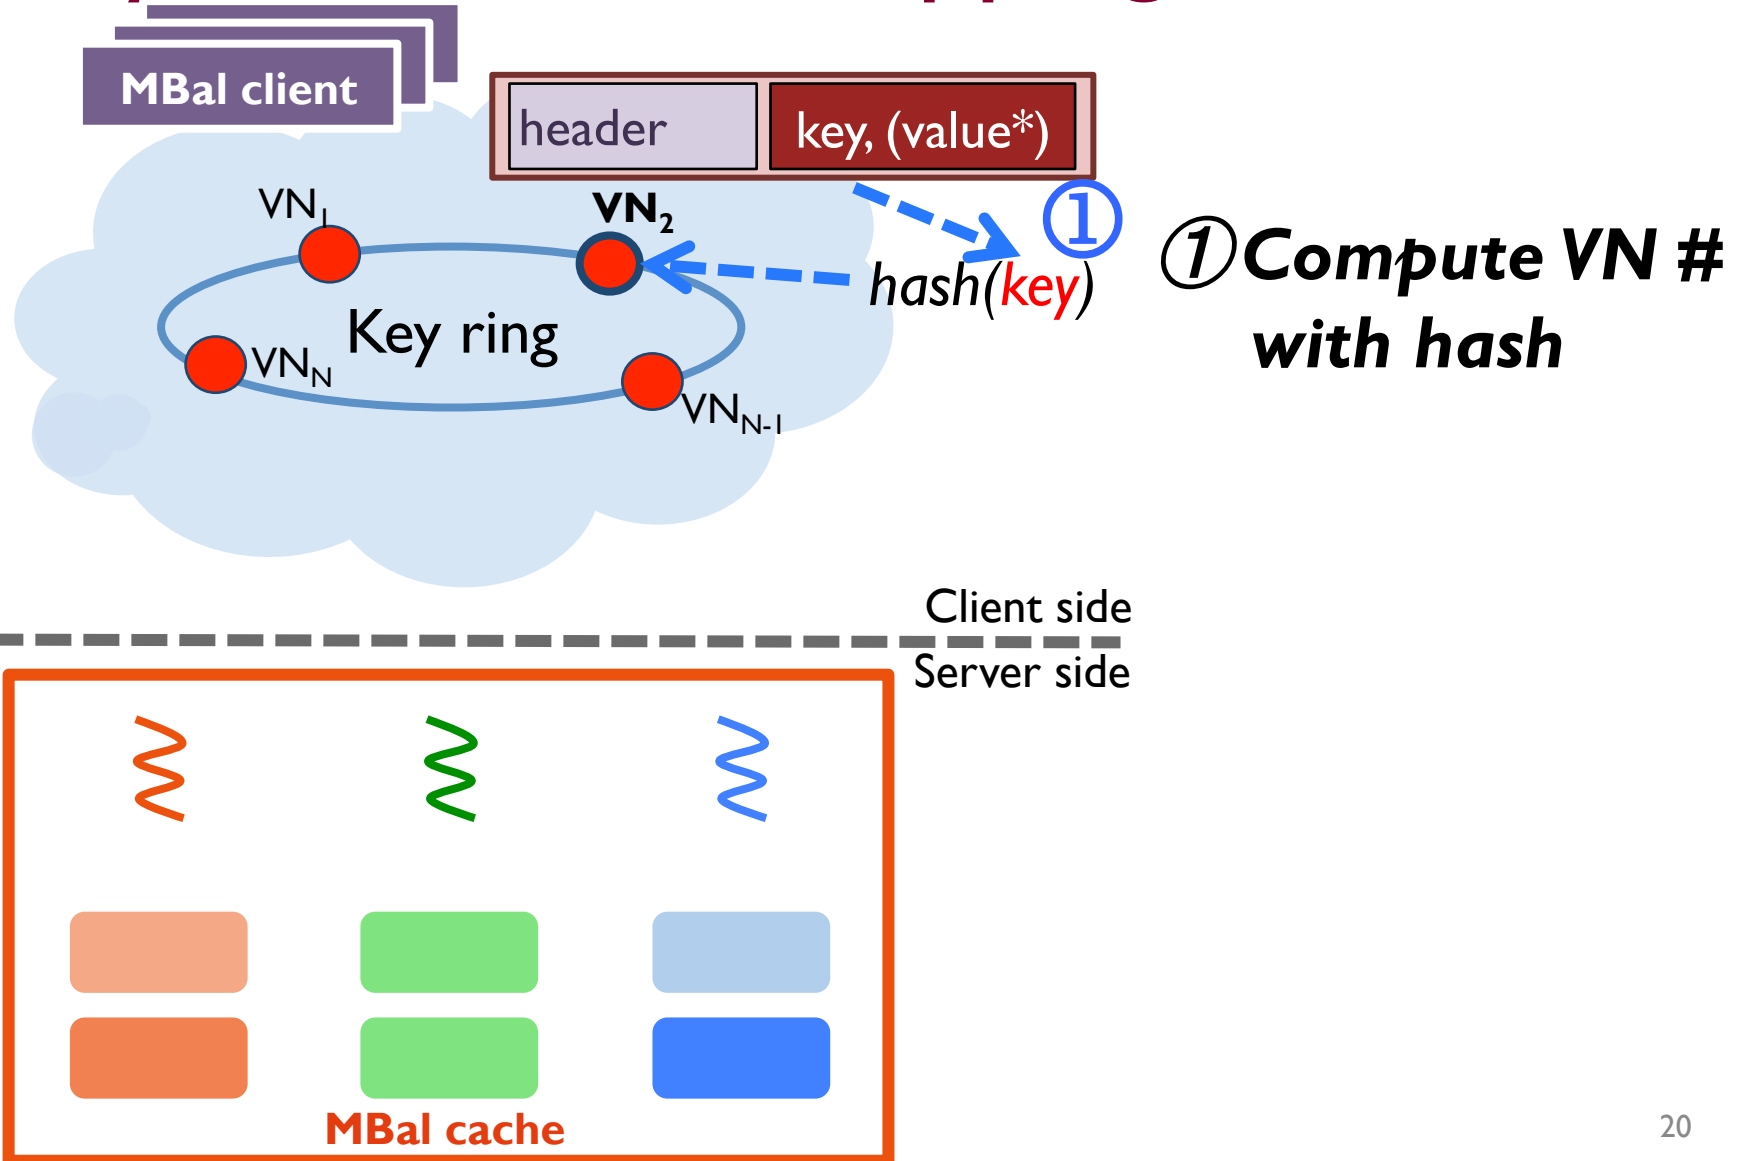 MBal client
header
key, (value*)
①
VN1
VN2
hash(key)
①Compute VN #
with hash
Key ring
VNN
VNN-1
Client side
Server side
MBal cache
20